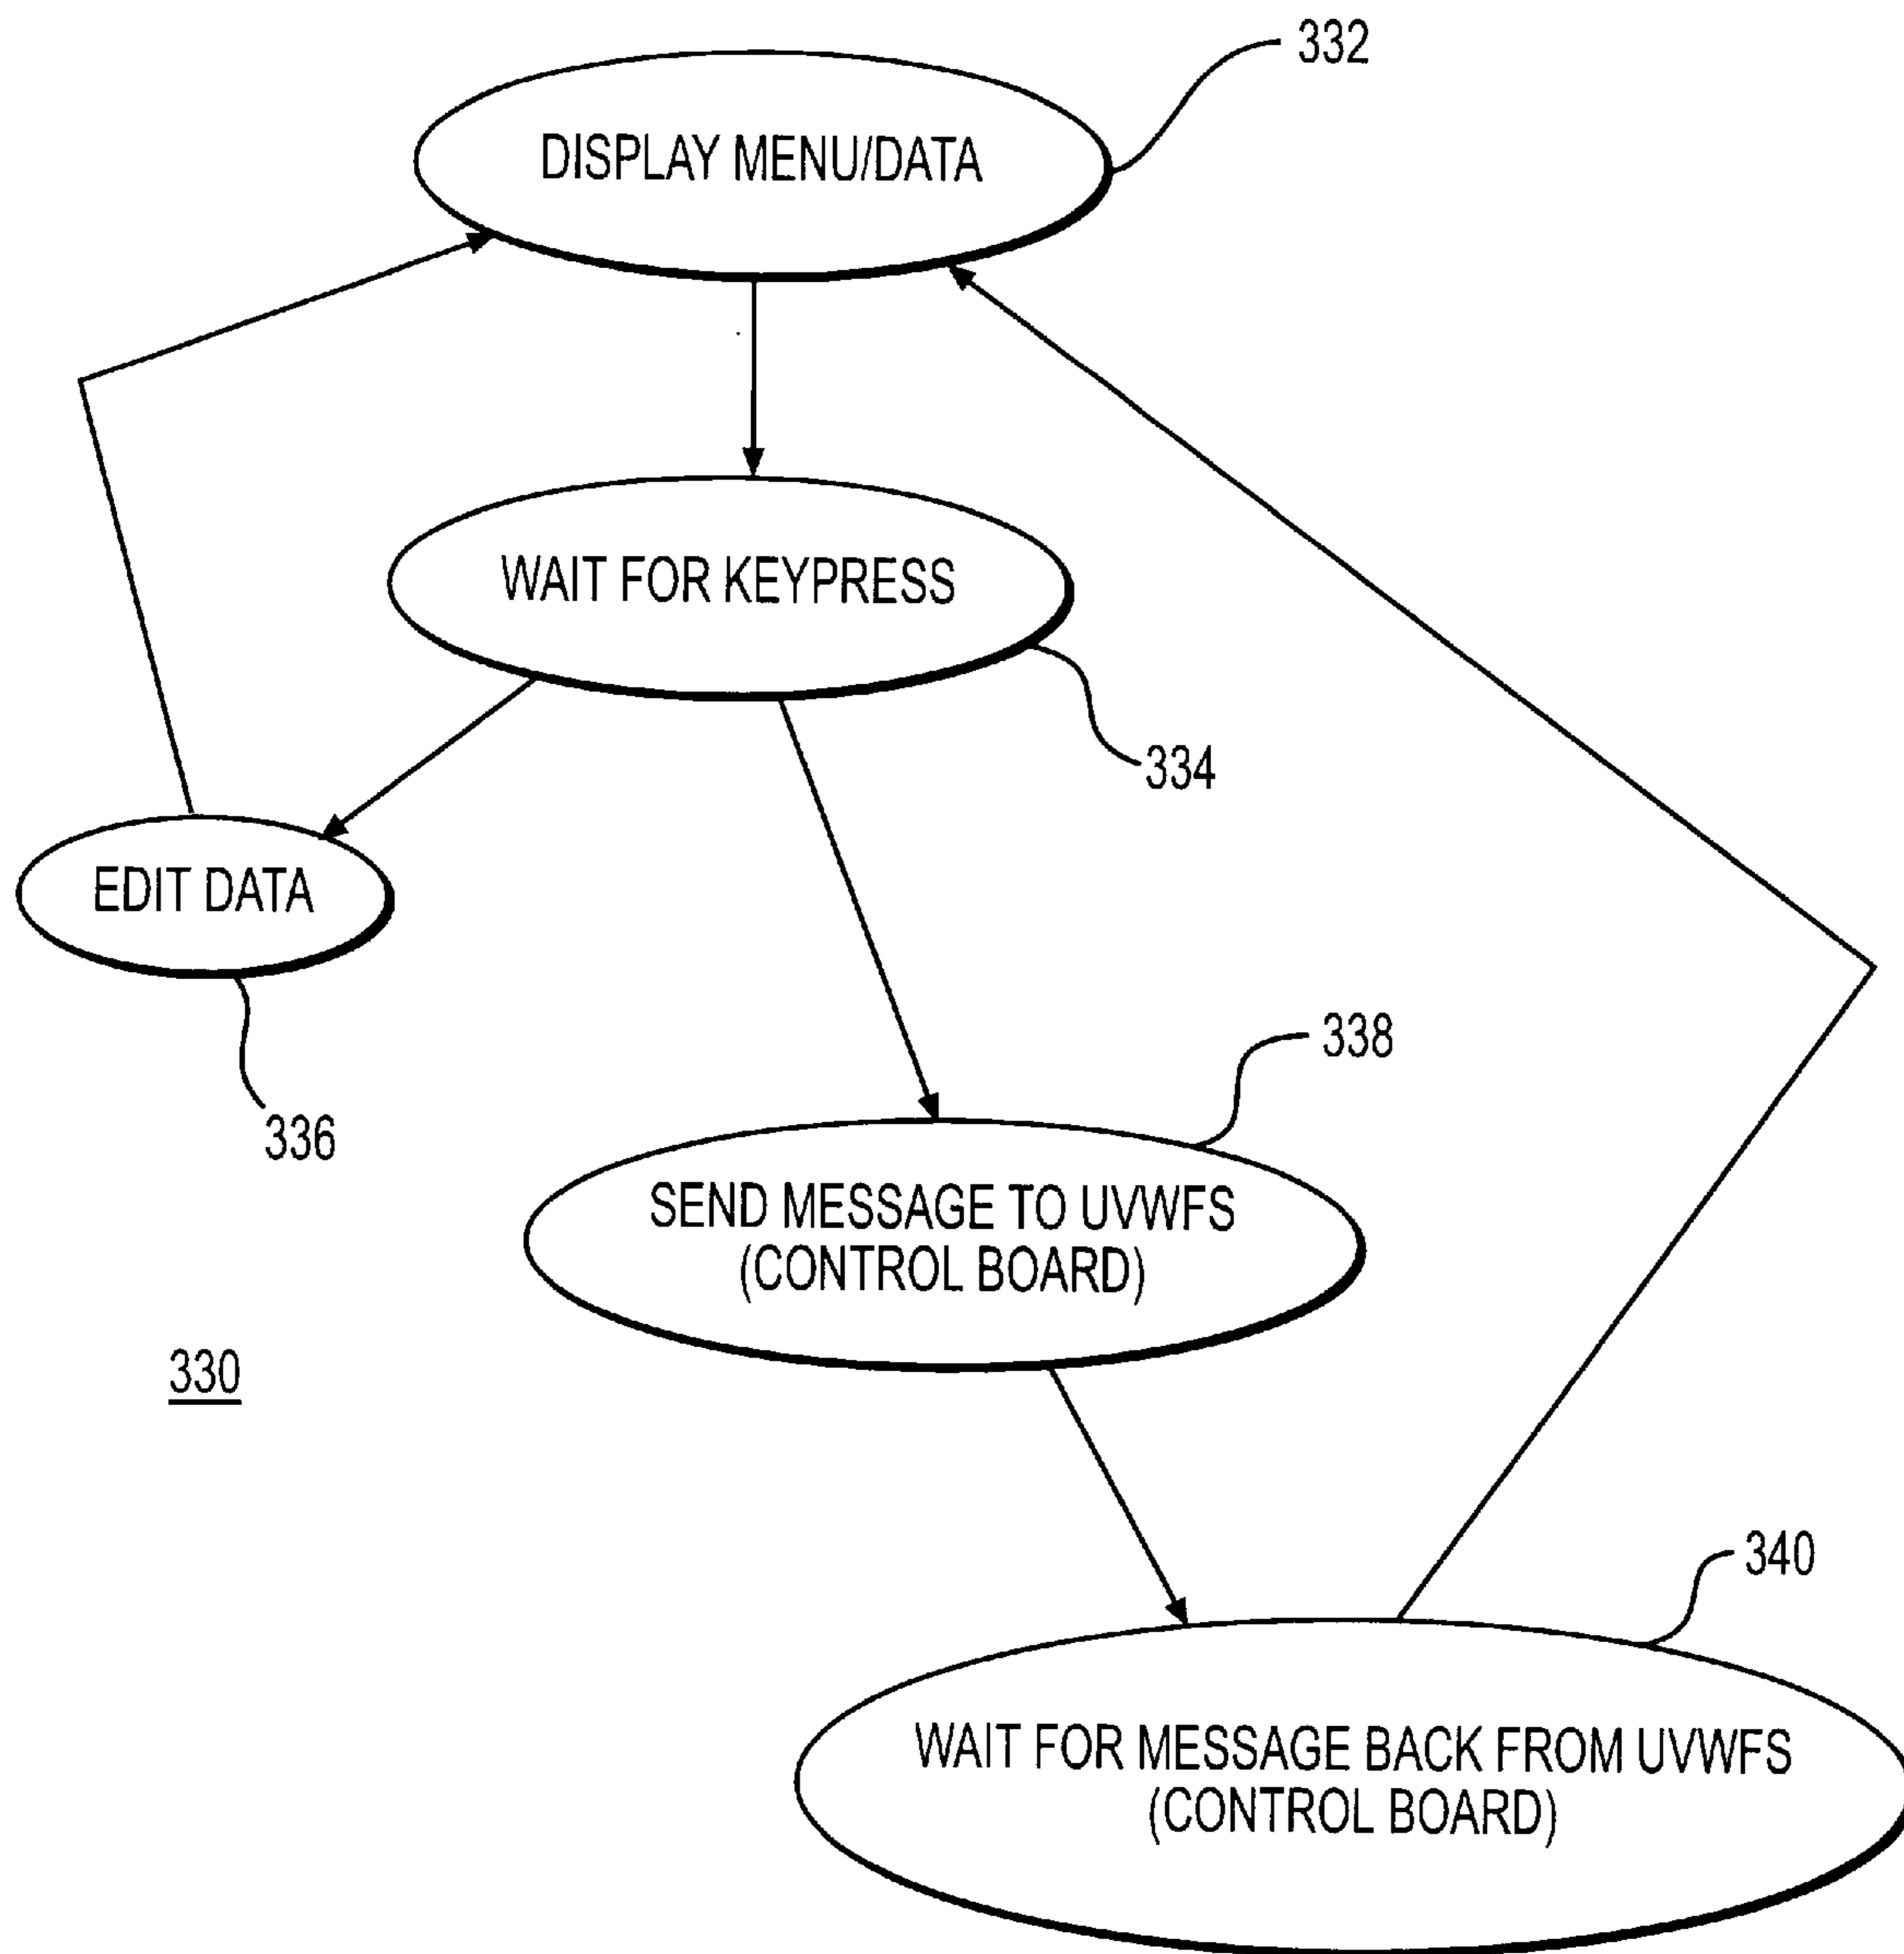 332
DISPLAY MENU/DATA
WAIT FOR KEYPRESS
334
EDIT DATA
336
338
SEND MESSAGE TO UVWFS
(CONTROL BOARD)
330
340
WAIT FOR MESSAGE BACK FROM UVWFS
(CONTROL BOARD)